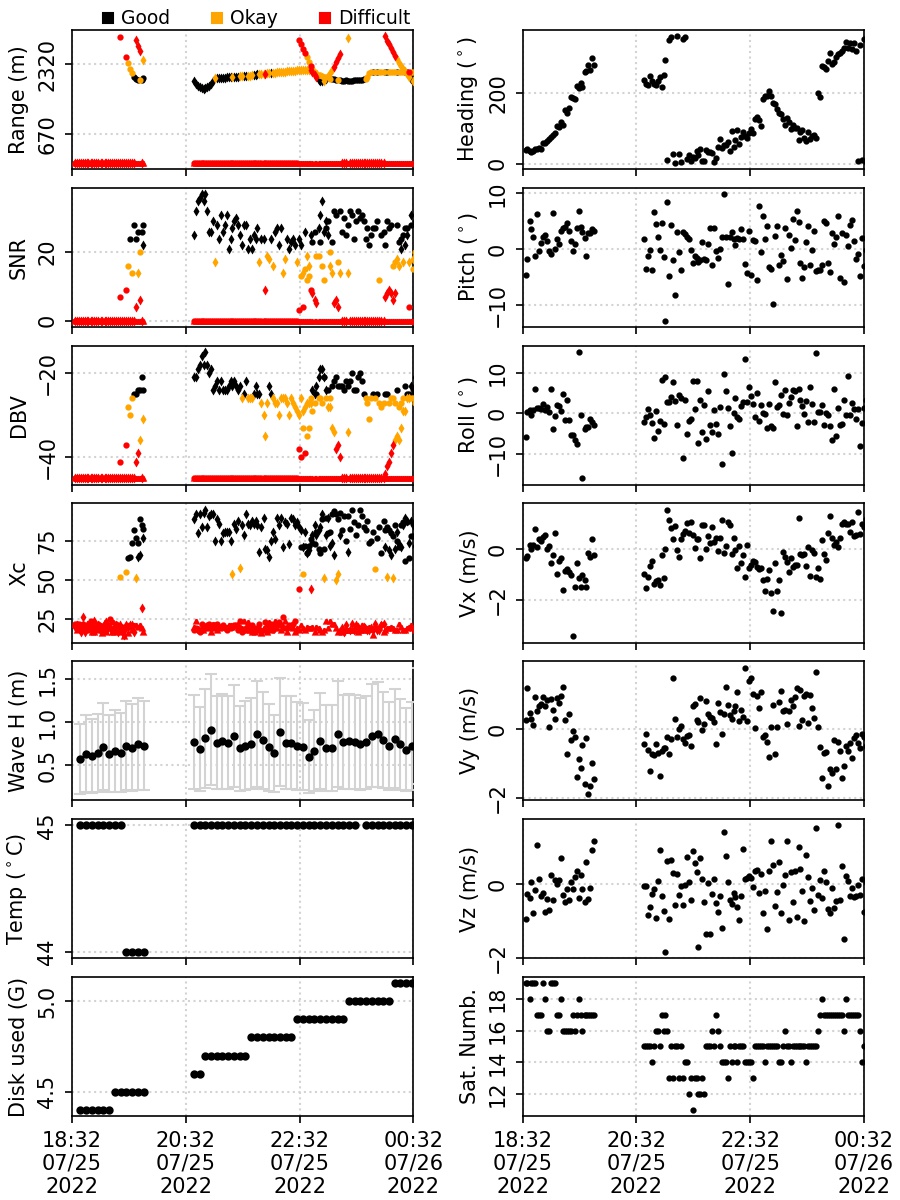 Good Okay Difficult
Range (m)
2320
670
Heading (°)
200
0
SNR
20
0
Pitch (°)
10
0
−10
DBV
−20
−40
Roll (°)
10
0
−10
Xc
75
50
25
Vx (m/s)
0
−2
Wave H (m)
1.5
1.0
0.5
Vy (m/s)
0
−2
Temp (°C)
45
44
Vz (m/s)
0
−2
Disk used (G)
5.0
4.5
Sat. Numb.
18
16
14
12
18:32 20:32 22:32 00:32
07/25 07/25 07/25 07/26
2022 2022 2022 2022
18:32 20:32 22:32 00:32
07/25 07/25 07/25 07/26
2022 2022 2022 2022